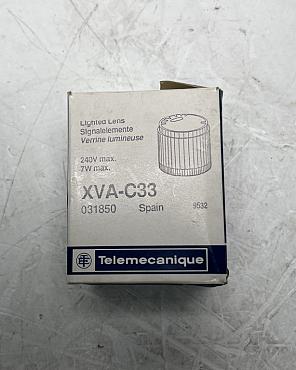 Lighted Lens
Signalelemente
Verrine lumineuse
240V max.
7W max.
XVA-C33
031850 Spain 9532
Telemecanique